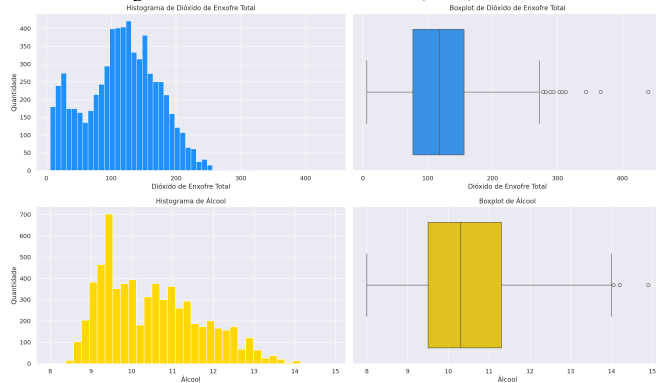 Histograma de Dióxido de Enxofre Total
Boxplot de Dióxido de Enxofre Total
400
350
300
250
200
150
100
50
0
Quantidade
0 100 200 300 400
Dióxido de Enxofre Total
0 100 200 300 400
Dióxido de Enxofre Total
Histograma de Álcool
Boxplot de Álcool
700
600
500
400
300
200
100
0
Quantidade
8 9 10 11 12 13 14 15
Álcool
8 9 10 11 12 13 14 15
Álcool